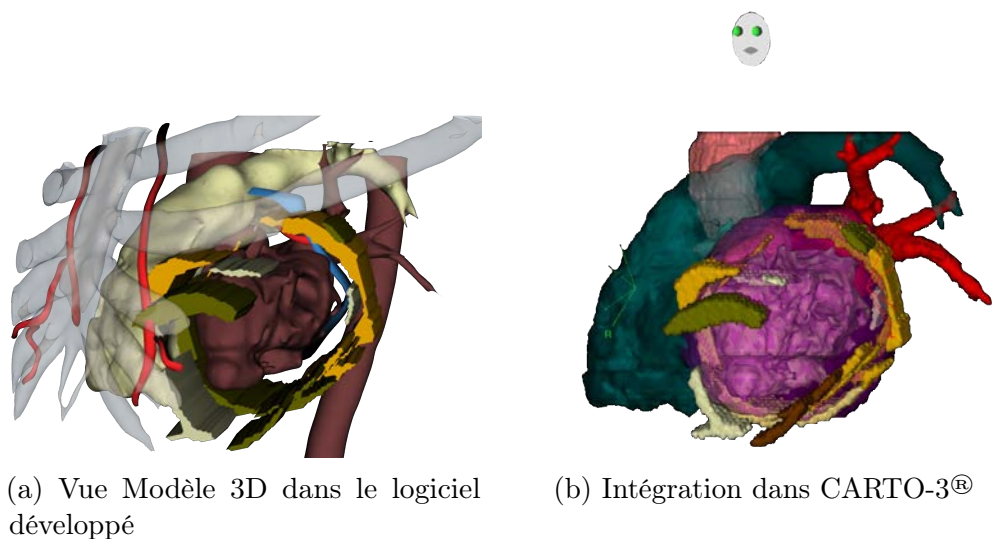 R
(a) Vue Modèle 3D dans le logiciel
développé
(b) Intégration dans CARTO-3®